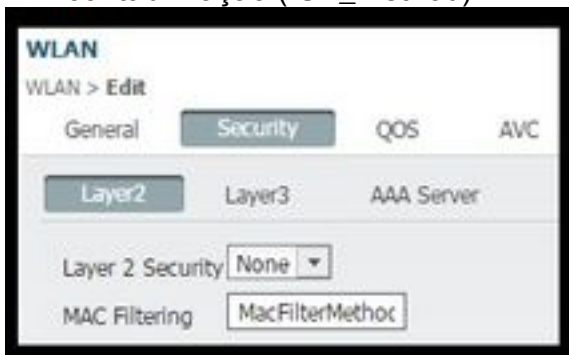 WLAN
WLAN > Edit
General Security QOS AVC
Layer2 Layer3 AAA Server
Layer 2 Security None
MAC Filtering MacFilterMethoc